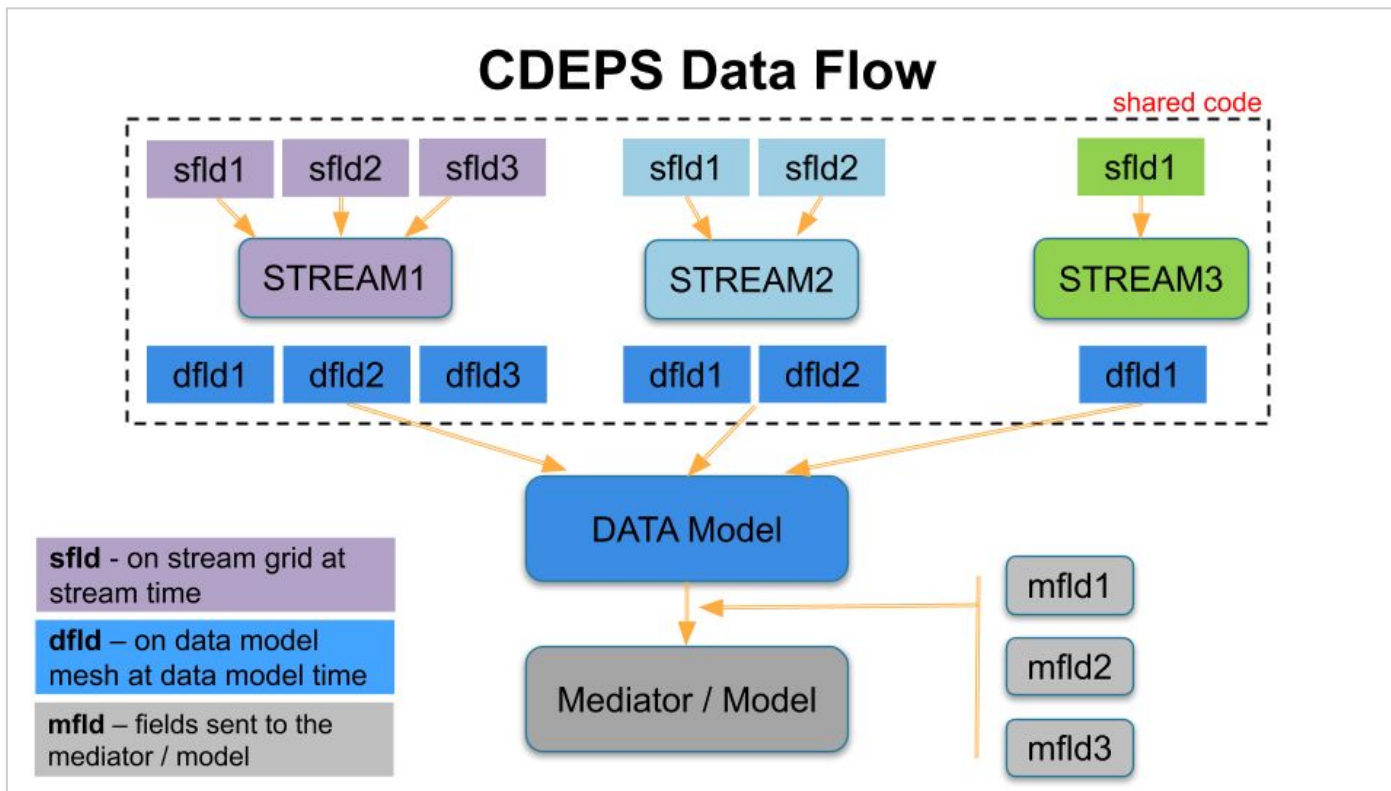 CDEPS Data Flow
shared code
sfld1
sfld2
sfld3
sfld1
sfld2
sfld1
STREAM1
STREAM2
STREAM3
dfld1
dfld2
dfld3
dfld1
dfld2
dfld1
DATA Model
sfld - on stream grid at
stream time
dfld – on data model
mesh at data model time
mfld – fields sent to the
mediator / model
Mediator / Model
mfld1
mfld2
mfld3